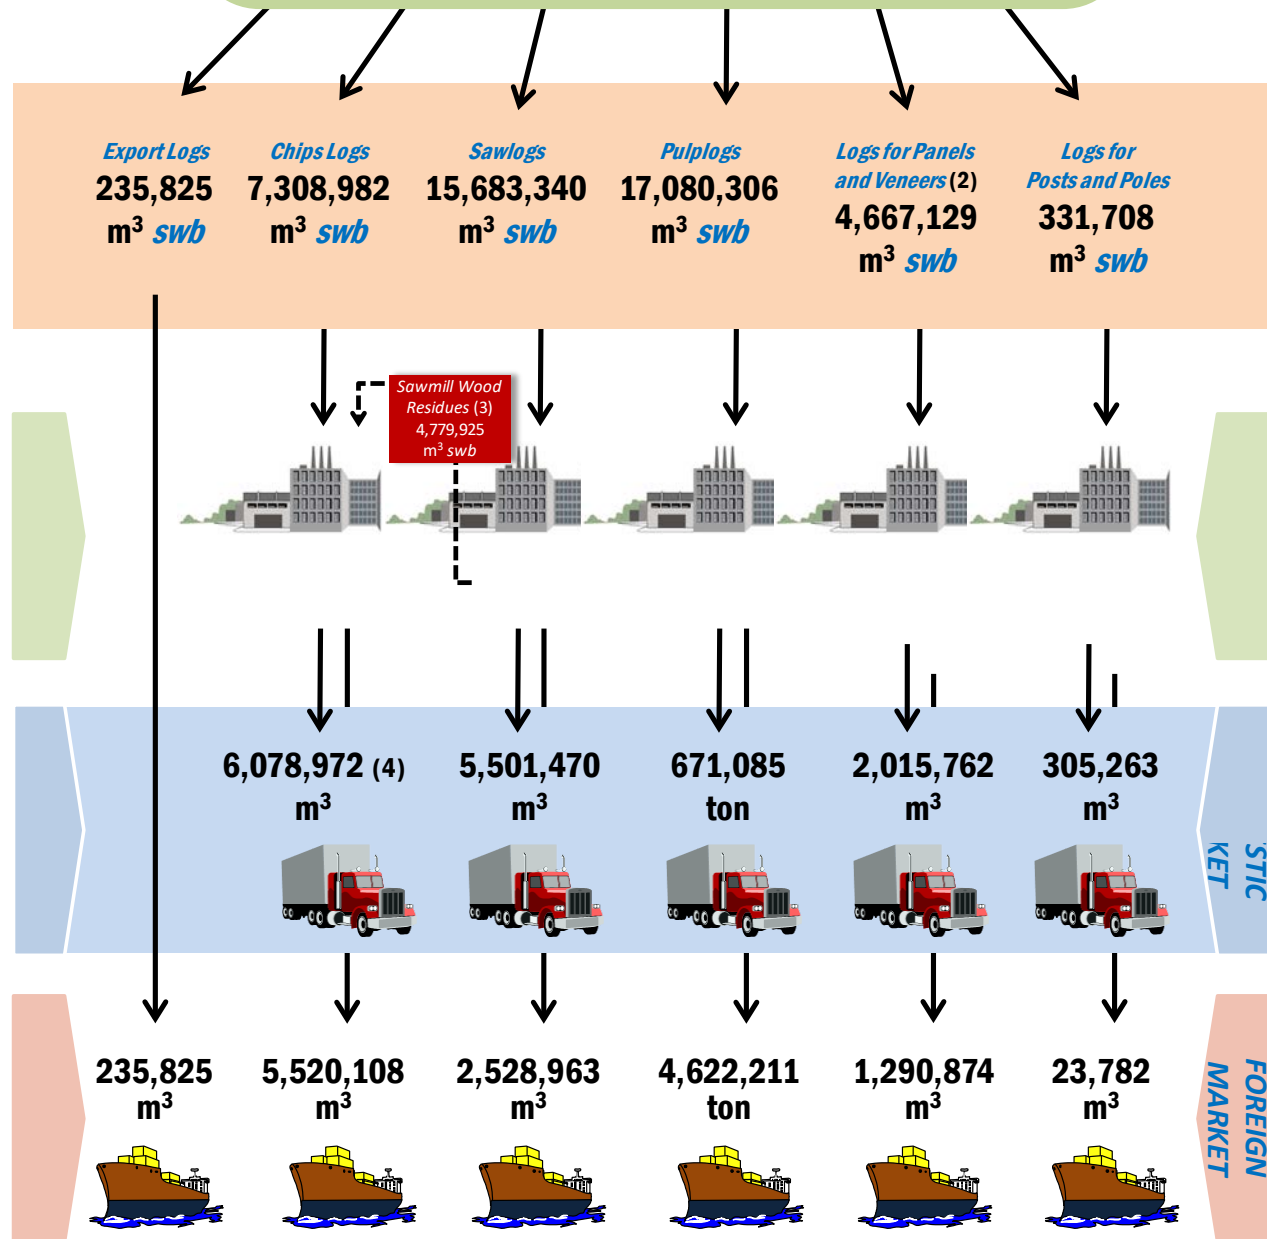 Export Logs
235,825
m³ swb
Chips Logs
7,308,982
m³ swb
Sawlogs
15,683,340
m³ swb
Pulplogs
17,080,306
m³ swb
Logs for Panels
and Veneers (2)
4,667,129
m³ swb
Logs for
Posts and Poles
331,708
m³ swb
Sawmill Wood
Residues (3)
4,779,925
m³ swb
6,078,972 (4)
m³
5,501,470
m³
671,085
ton
2,015,762
m³
305,263
m³
STIC
KET
235,825
m³
5,520,108
m³
2,528,963
m³
4,622,211
ton
1,290,874
m³
23,782
m³
FOREIGN
MARKET